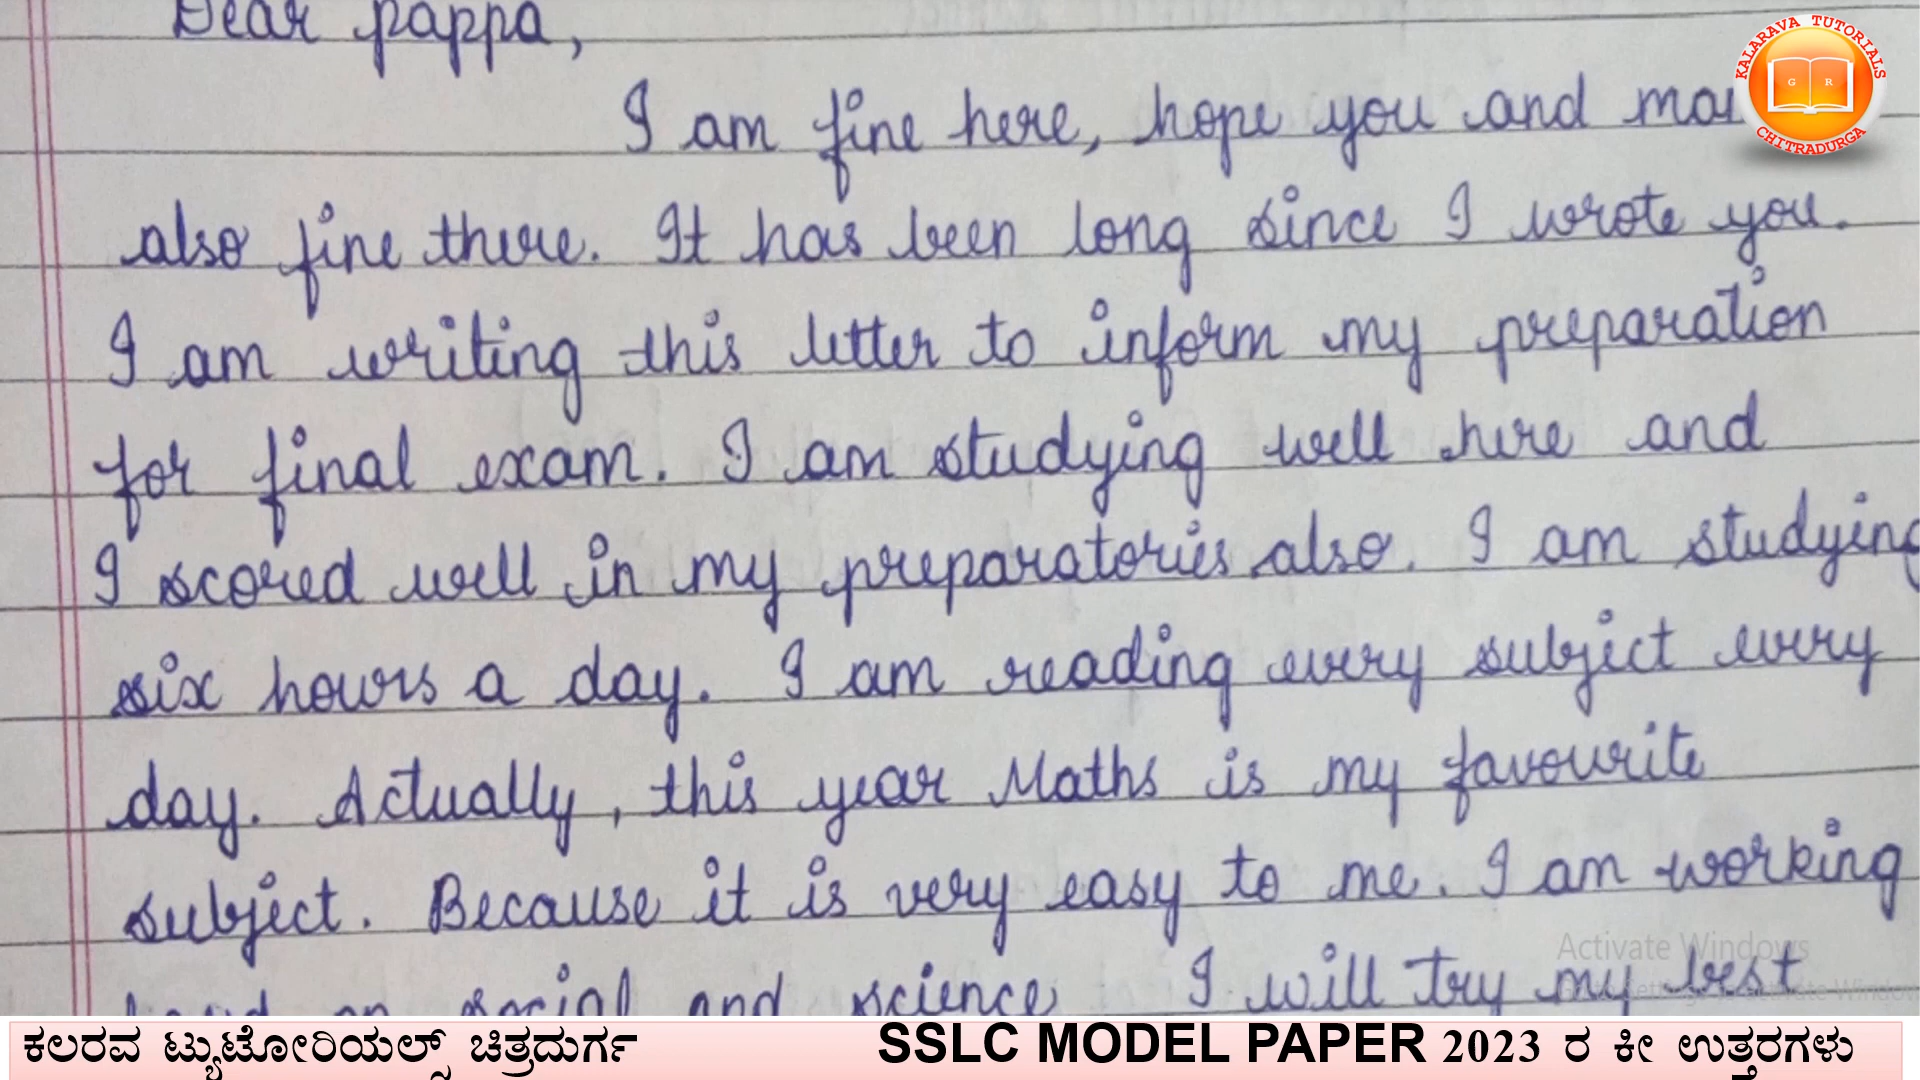 Dear pappa,
I am fine here, hope you and
also fine there. It has been long since I wrote you.
I am writing this letter to inform my preparation
for final exam. I am studying well here and
I scored well in my preparatories also. I am studying
six hours a day. I am reading every subject every
day. Actually, this year Maths is my favourite
subject. Because it is very easy to me. I am working
hard on social and science I will try my best
KALARAVA TUTORIALS
G R
CHITRADURGA
Activate Windows
ಕಲರವ ಟ್ಯುಟೋರಿಯಲ್ಸ್ ಚಿತ್ರದುರ್ಗ SSLC MODEL PAPER 2023 ರ ಕೀ ಉತ್ತರಗಳು